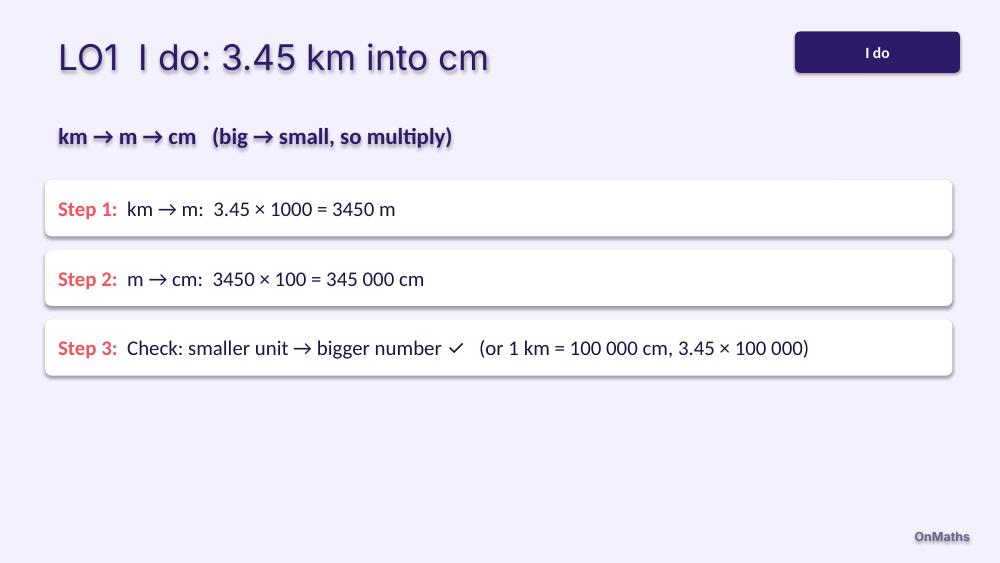 LO1 I do: 3.45 km into cm
I do
km → m → cm (big → small, so multiply)
Step 1: km → m: 3.45 × 1000 = 3450 m
Step 2: m → cm: 3450 × 100 = 345 000 cm
Step 3: Check: smaller unit → bigger number ✓ (or 1 km = 100 000 cm, 3.45 × 100 000)
OnMaths